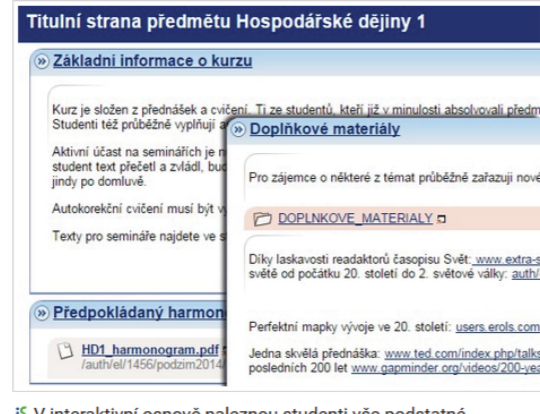 Titulní strana předmětu Hospodářské dějiny 1
Základní informace o kurzu
Kurz je složen z přednášek a cvičení. Ti ze studentů, kteří již v minulosti absolvovali předm
Studenti též průběžně vyplňují a
Aktivní účast na seminářích je n
student text přečetl a zvládl, bud
jindy po domluvě.
Autokorekční cvičení musí být v
Texty pro semináře najdete ve s
Předpokládaný harmon
HD1_harmonogram.pdf
/auth/el/1456/podzim2014/
Doplňkové materiály
Pro zájemce o některé z témat průběžně zařazuji nové
DOPLNKOVE_MATERIALY
Díky laskavosti readaktorů časopisu Svět: www.extra-s
světě od počátku 20. století do 2. světové války: auth/
Perfektní mapky vývoje ve 20. století: users.erols.com
Jedna skvělá přednáška: www.ted.com/index.php/talks
posledních 200 let www.gapminder.org/videos/200-yea
V interaktivní osnově naleznou studenti vše podstatné